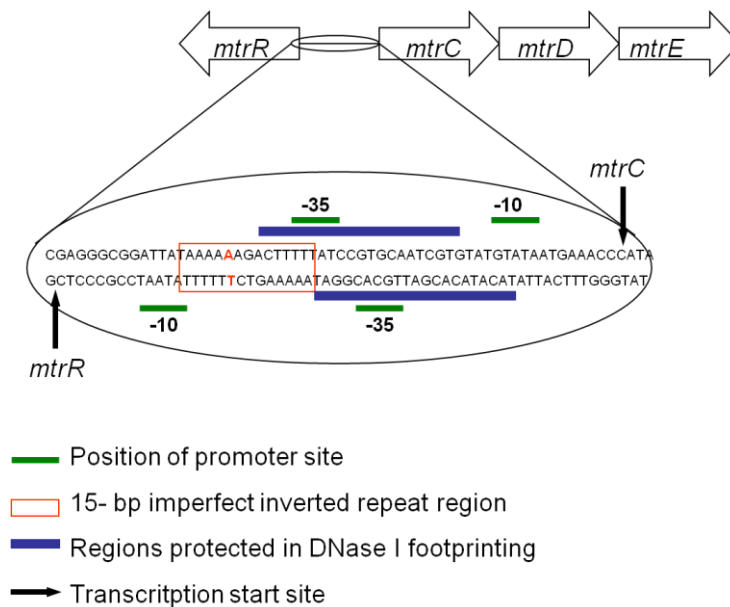 mtrR mtrC mtrD mtrE
mtrC
-35 -10
CGAGGGCGGATTATAAAAAAGACTTTTTATCCGTGCAATCGTGTATGTATAATGAAACCCATA
GCTCCCGCCTAATATTTTTTCTGAAAAATAGGCACGTTAGCACATACATATTACTTTGGGTAT
-10 -35
mtrR
Position of promoter site
15- bp imperfect inverted repeat region
Regions protected in DNase I footprinting
Transcritption start site